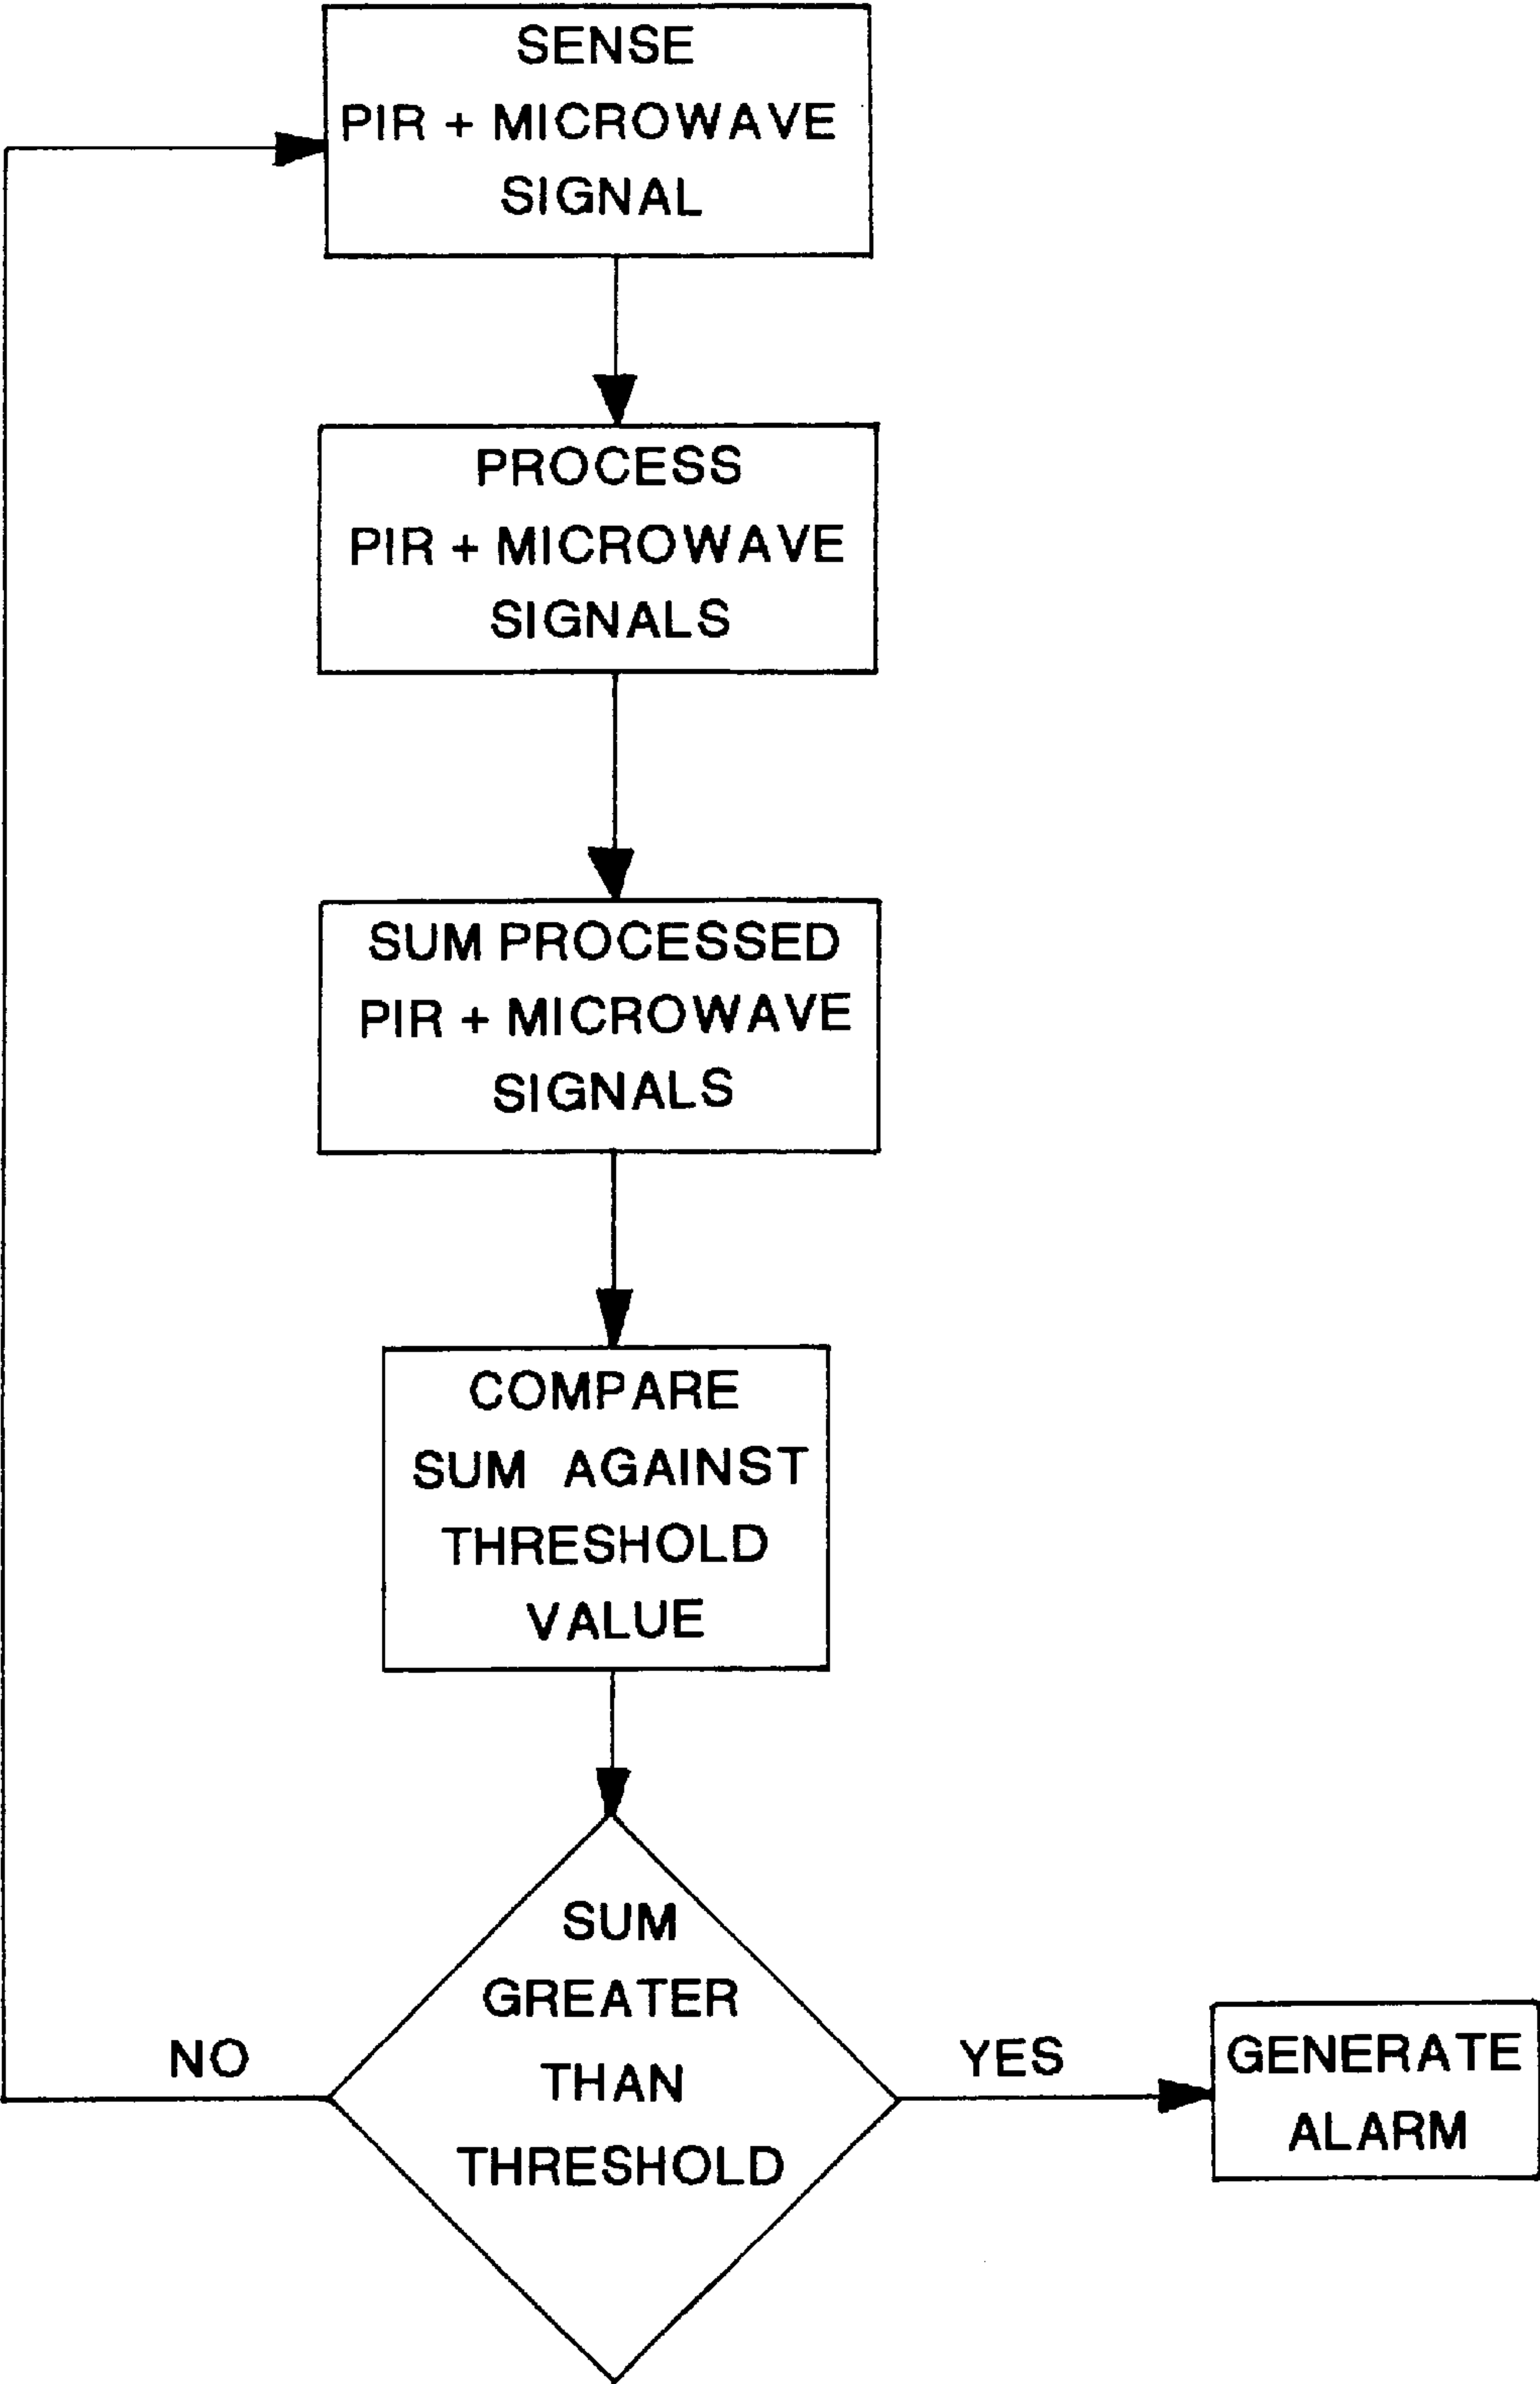 SENSE
PIR + MICROWAVE
SIGNAL
PROCESS
PIR + MICROWAVE
SIGNALS
SUM PROCESSED
PIR + MICROWAVE
SIGNALS
COMPARE
SUM AGAINST
THRESHOLD
VALUE
SUM
GREATER
THAN
THRESHOLD
NO
YES
GENERATE
ALARM